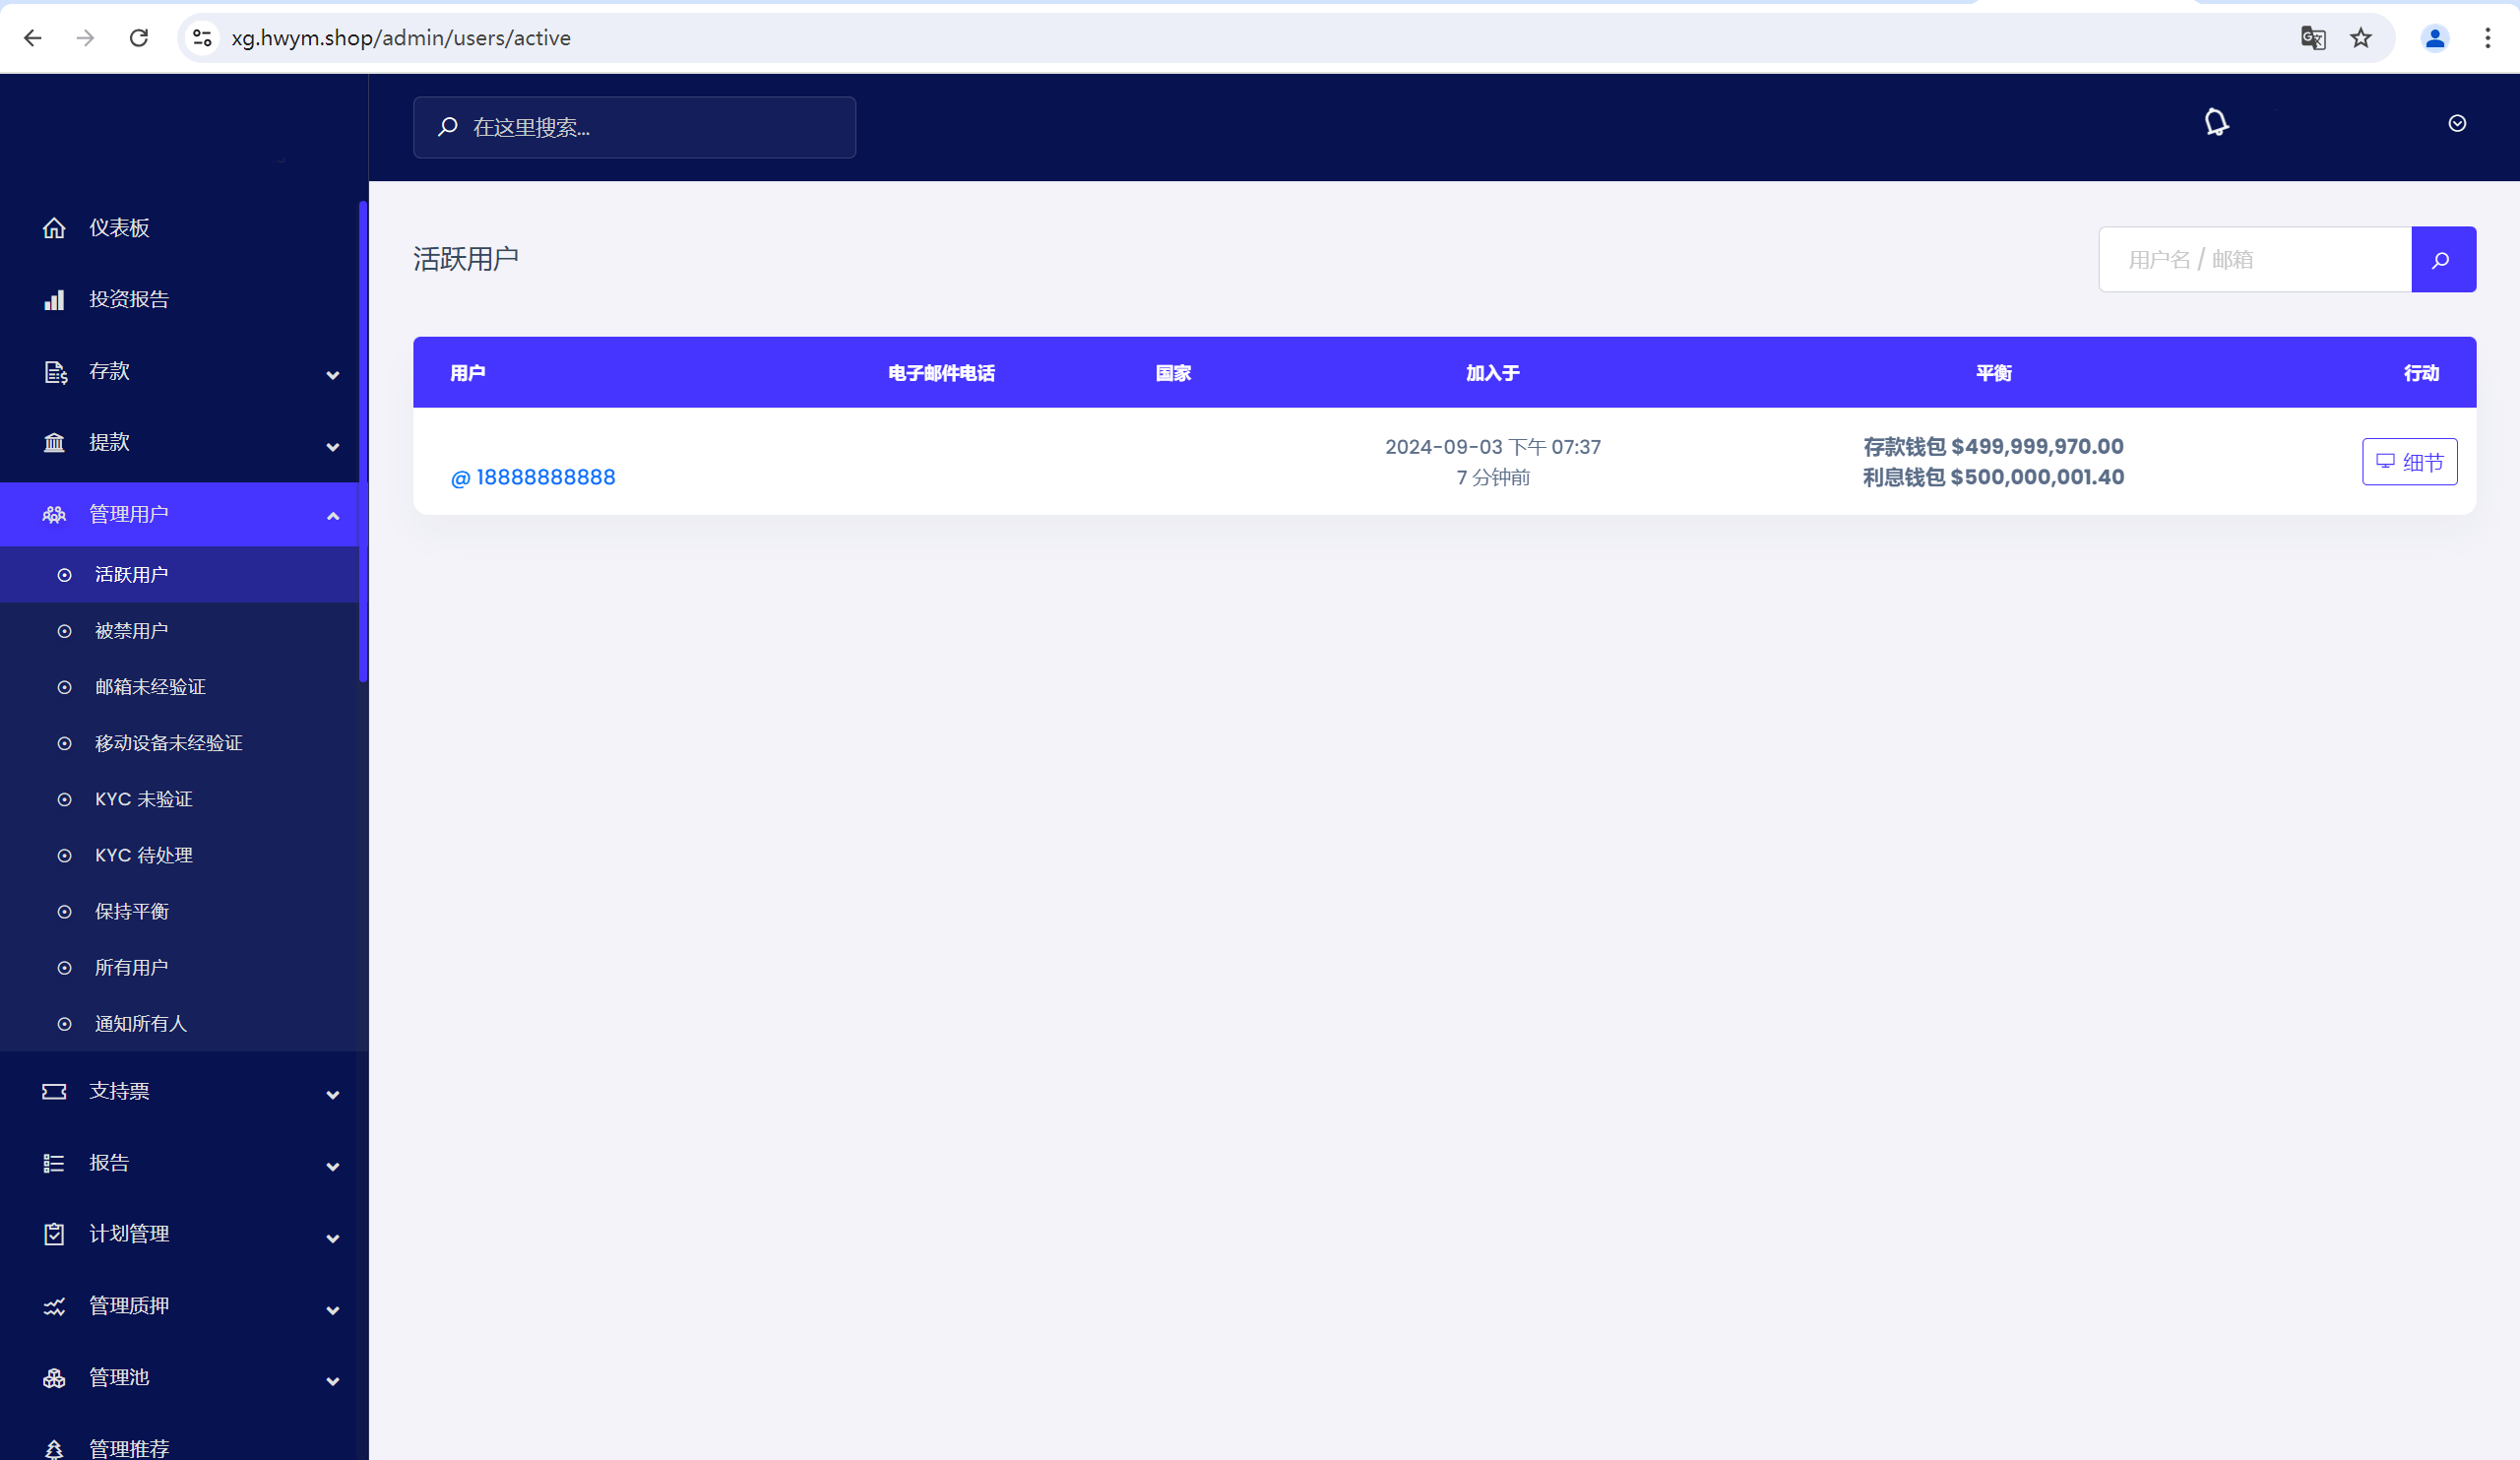 xg.hwym.shop/admin/users/active
在这里搜索...
仪表板
投资报告
存款
提款
管理用户
活跃用户
被禁用户
邮箱未经验证
移动设备未经验证
KYC 未验证
KYC 待处理
保持平衡
所有用户
通知所有人
支持票
报告
计划管理
管理质押
管理池
管理推荐
活跃用户
用户名 / 邮箱
用户 电子邮件电话 国家 加入于 平衡 行动
@ 18888888888
2024-09-03 下午 07:37
7 分钟前
存款钱包 $499,999,970.00
利息钱包 $500,000,001.40
细节